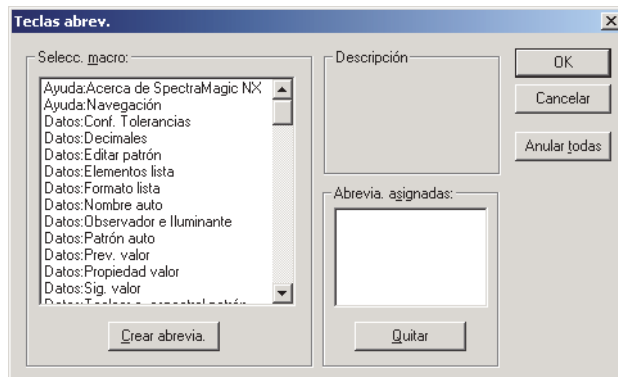 Teclas abrev.
Selecc. macro:
Ayuda:Acerca de SpectraMagic NX
Ayuda:Navegación
Datos:Conf. Tolerancias
Datos:Decimales
Datos:Editar patrón
Datos:Elementos lista
Datos:Formato lista
Datos:Nombre auto
Datos:Observador e Iluminante
Datos:Patrón auto
Datos:Prev. valor
Datos:Propiedad valor
Datos:Sig. valor
Crear abrevia.
Descripción
Abrevia. asignadas:
Quitar
OK
Cancelar
Anular todas